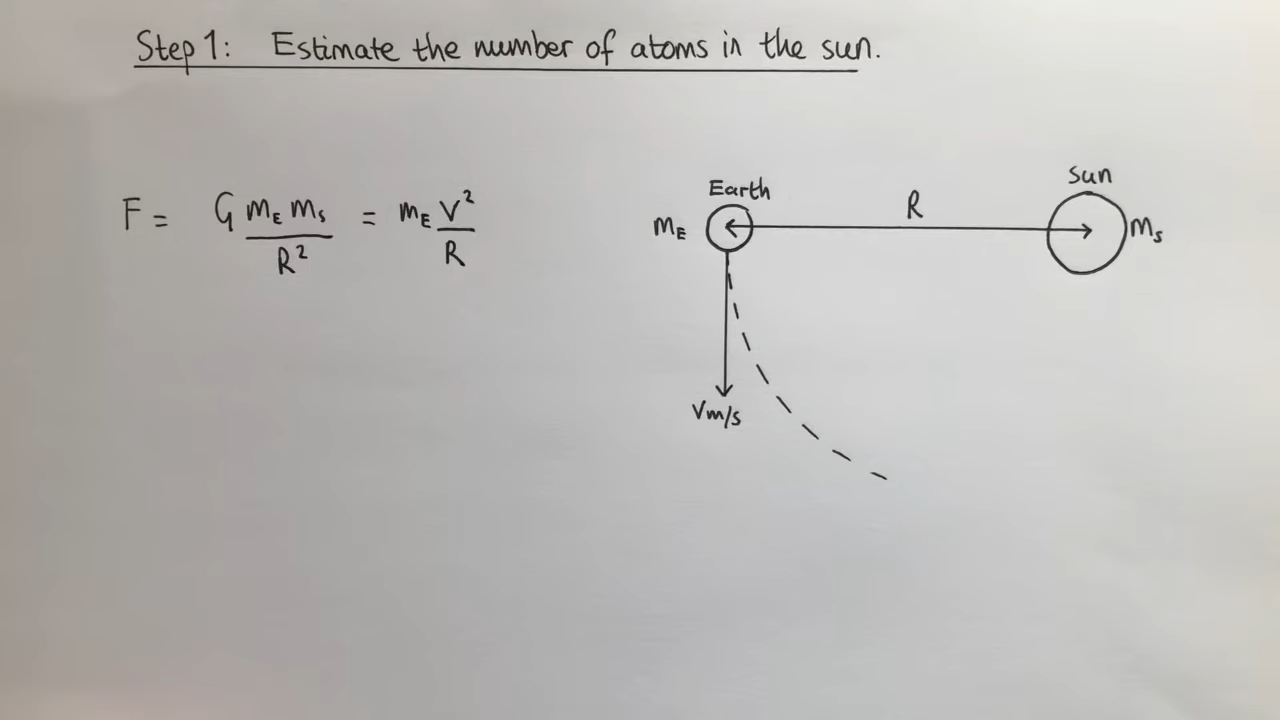 Step 1: Estimate the number of atoms in the sun.
F = G mE ms / R² = mE V² / R
Earth
Sun
R
mE
ms
Vm/s